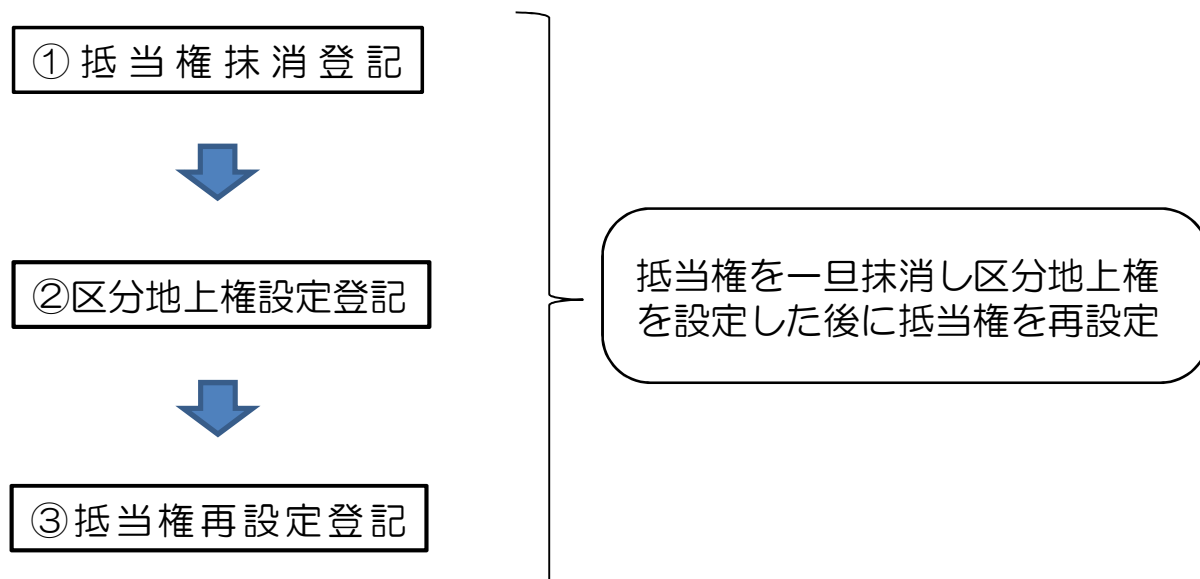 ①抵当権抹消登記
②区分地上権設定登記
抵当権を一旦抹消し区分地上権
を設定した後に抵当権を再設定
③抵当権再設定登記